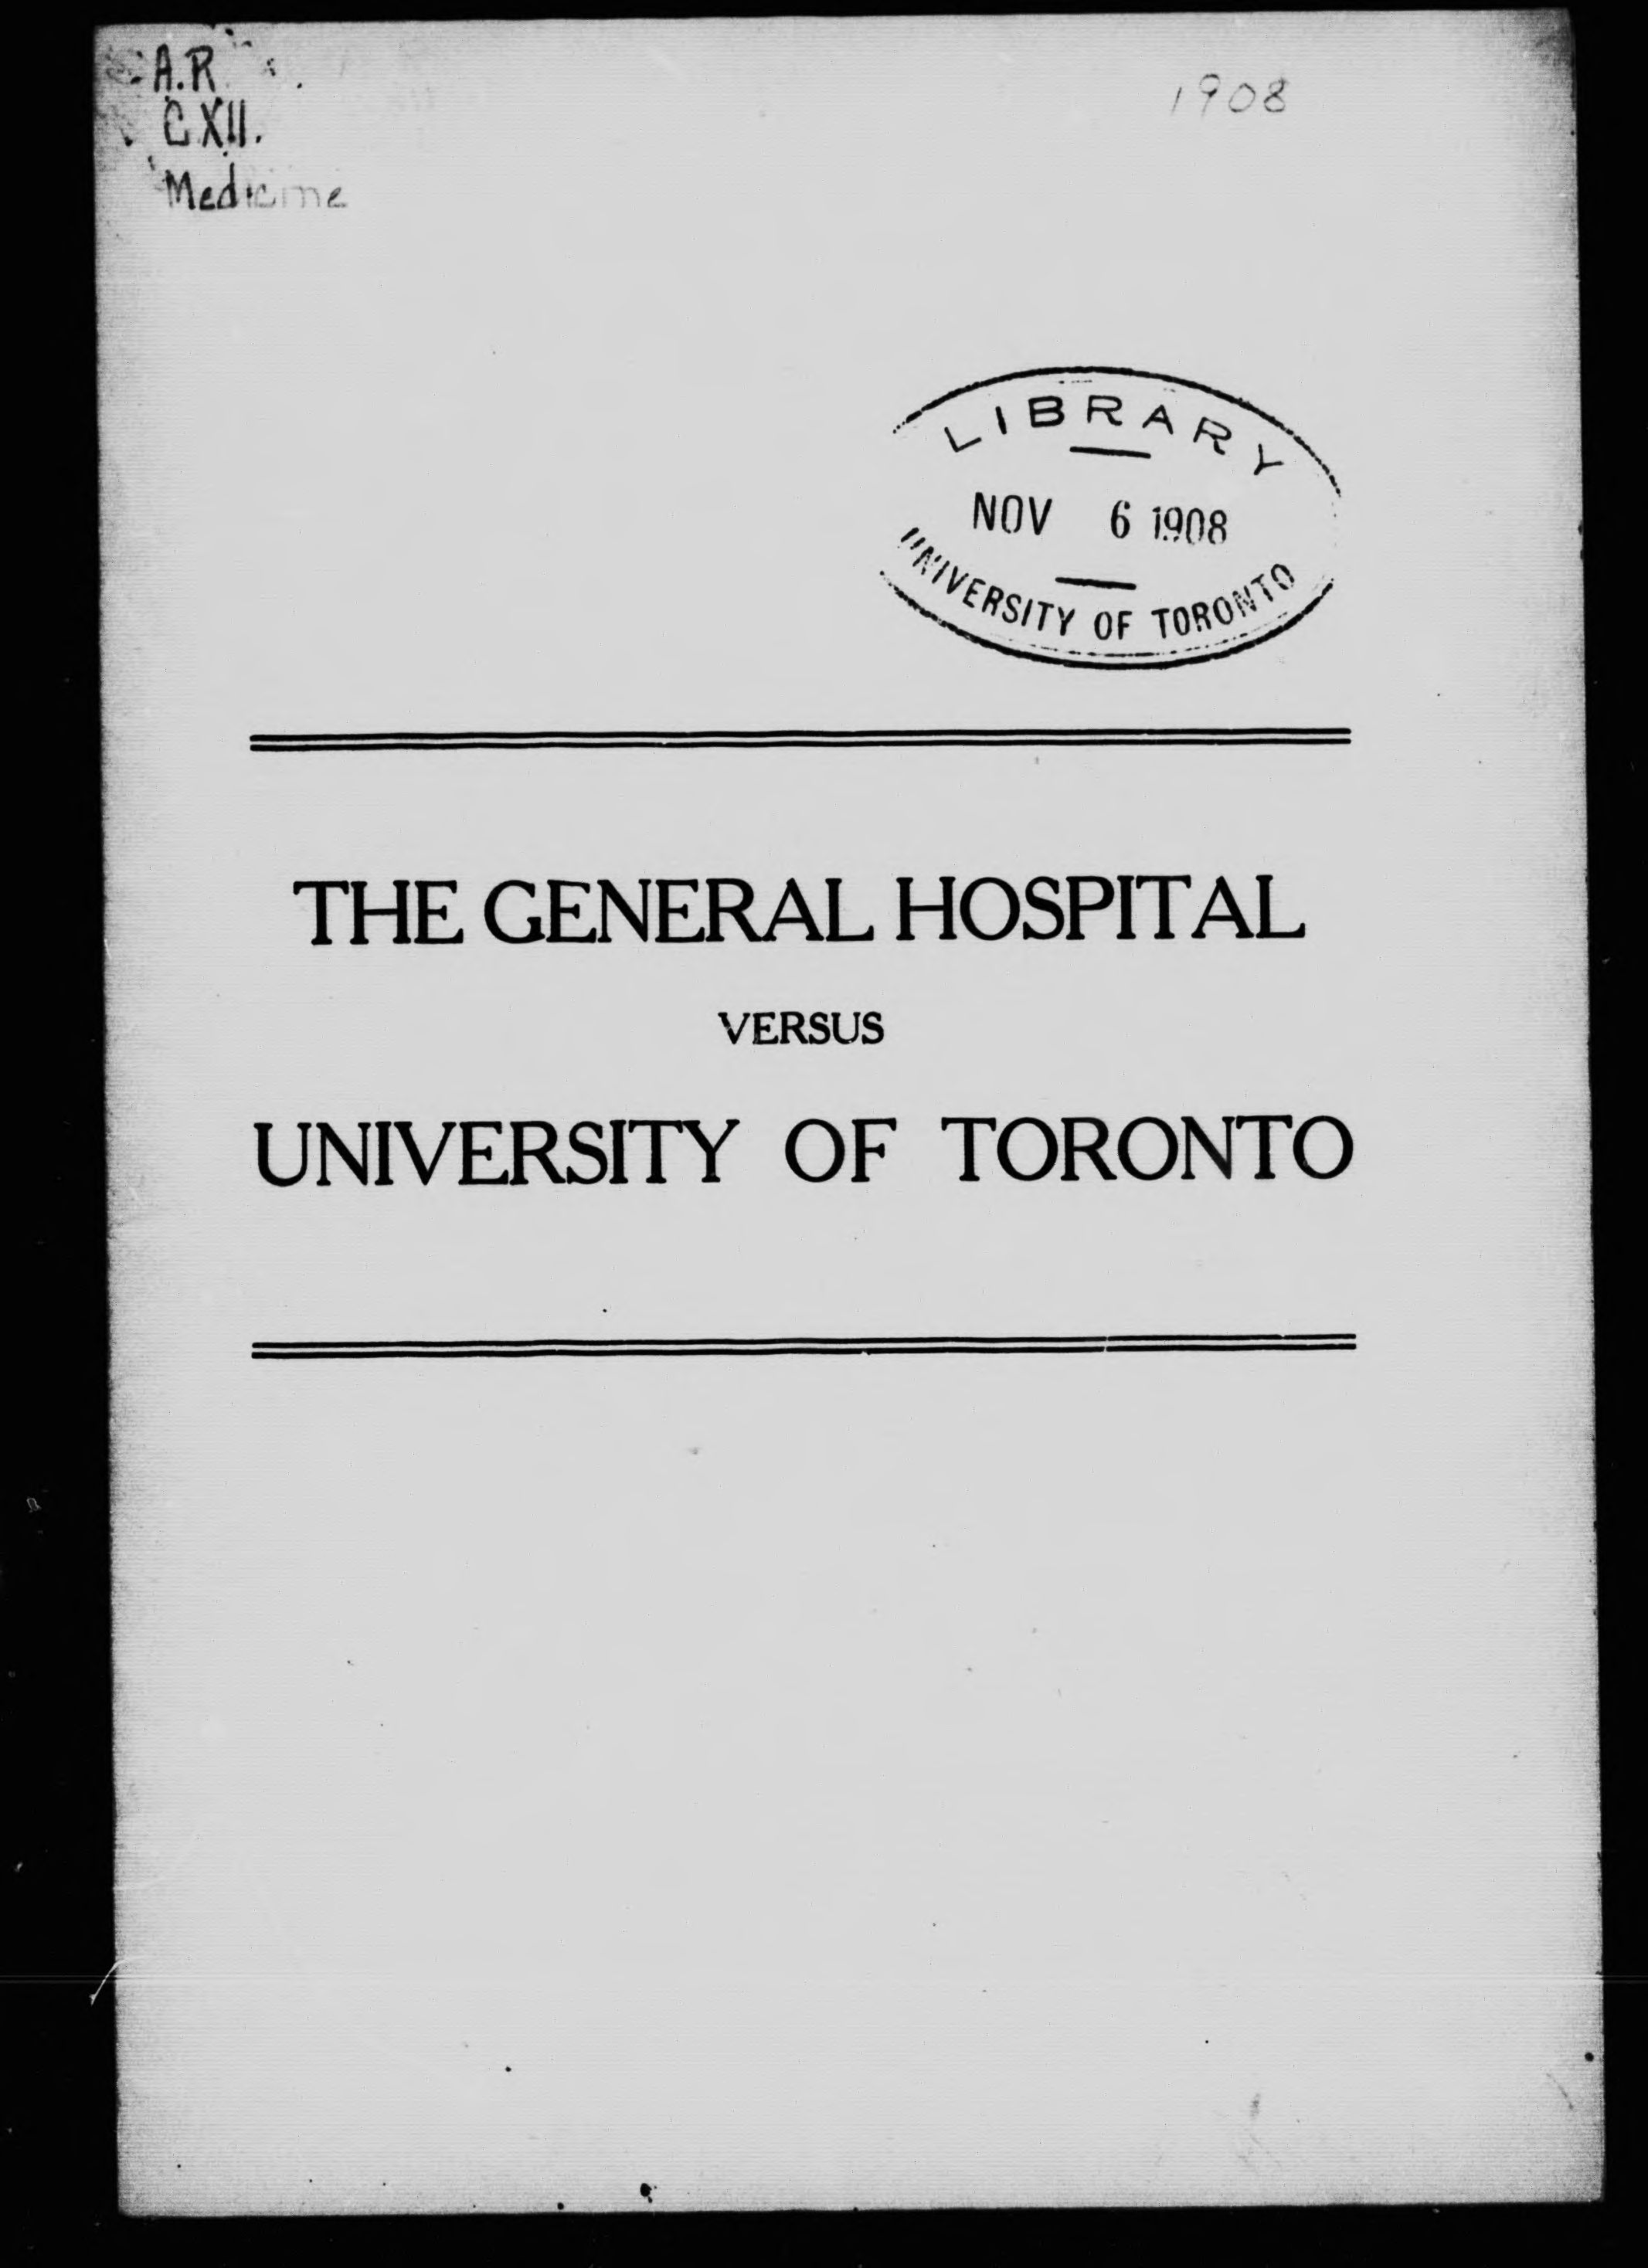 A.R
C.XII.
Medicine
1908
LIBRARY
NOV 6 1908
UNIVERSITY OF TORONTO
THE GENERAL HOSPITAL
VERSUS
UNIVERSITY OF TORONTO